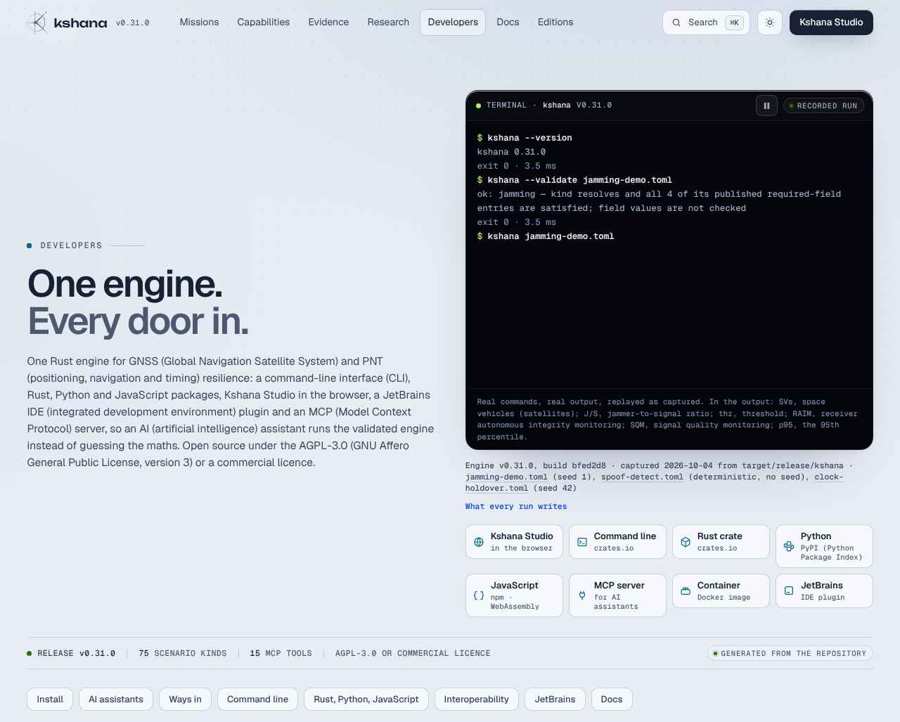 kshana v0.31.0 Missions Capabilities Evidence Research Developers Docs Editions Search ⌘K Kshana Studio
TERMINAL · kshana V0.31.0 RECORDED RUN
$ kshana --version
kshana 0.31.0
exit 0 · 3.5 ms
$ kshana --validate jamming-demo.toml
ok: jamming — kind resolves and all 4 of its published required-field
entries are satisfied; field values are not checked
exit 0 · 3.5 ms
$ kshana jamming-demo.toml
DEVELOPERS
One engine.
Every door in.
One Rust engine for GNSS (Global Navigation Satellite System) and PNT
(positioning, navigation and timing) resilience: a command-line interface (CLI),
Rust, Python and JavaScript packages, Kshana Studio in the browser, a JetBrains
IDE (integrated development environment) plugin and an MCP (Model Context
Protocol) server, so an AI (artificial intelligence) assistant runs the validated engine
instead of guessing the maths. Open source under the AGPL-3.0 (GNU Affero
General Public License, version 3) or a commercial licence.
Real commands, real output, replayed as captured. In the output: SVs, space
vehicles (satellites); J/S, jammer-to-signal ratio; thr, threshold; RAIM, receiver
autonomous integrity monitoring; SQM, signal quality monitoring; p95, the 95th
percentile.
Engine v0.31.0, build bfed2d8 · captured 2026-10-04 from target/release/kshana ·
jamming-demo.toml (seed 1), spoof-detect.toml (deterministic, no seed), clock-
holdover.toml (seed 42)
What every run writes
Kshana Studio
in the browser
Command line
crates.io
Rust crate
crates.io
Python
PyPI (Python
Package Index)
JavaScript
npm ·
WebAssembly
MCP server
for AI
assistants
Container
Docker image
JetBrains
IDE plugin
RELEASE v0.31.0 75 SCENARIO KINDS 15 MCP TOOLS AGPL-3.0 OR COMMERCIAL LICENCE GENERATED FROM THE REPOSITORY
Install AI assistants Ways in Command line Rust, Python, JavaScript Interoperability JetBrains Docs